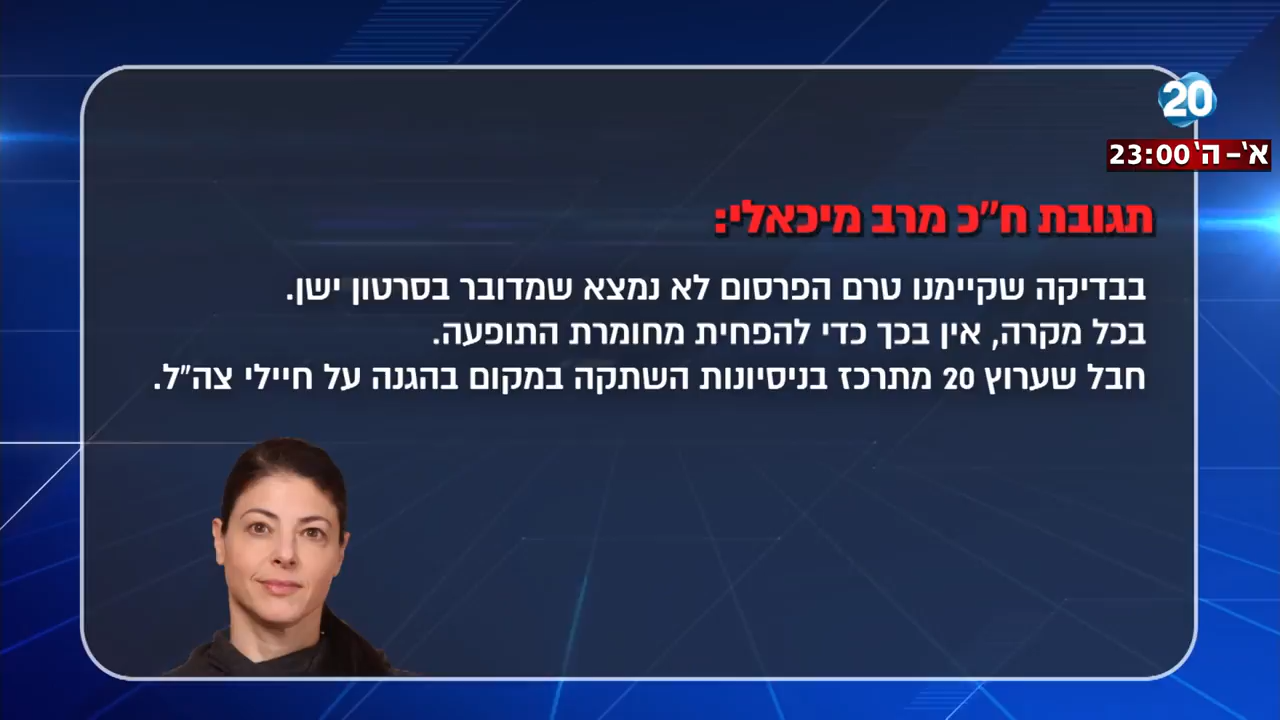 20
א'-ה' 23:00
תגובת ח"כ מרב מיכאלי:
בבדיקה שקיימנו טרם הפרסום לא נמצא שמדובר בסרטון ישן.
בכל מקרה, אין בכך כדי להפחית מחומרת התופעה.
חבל שערוץ 20 מתרכז בניסיונות השתקה במקום בהגנה על חיילי צה"ל.